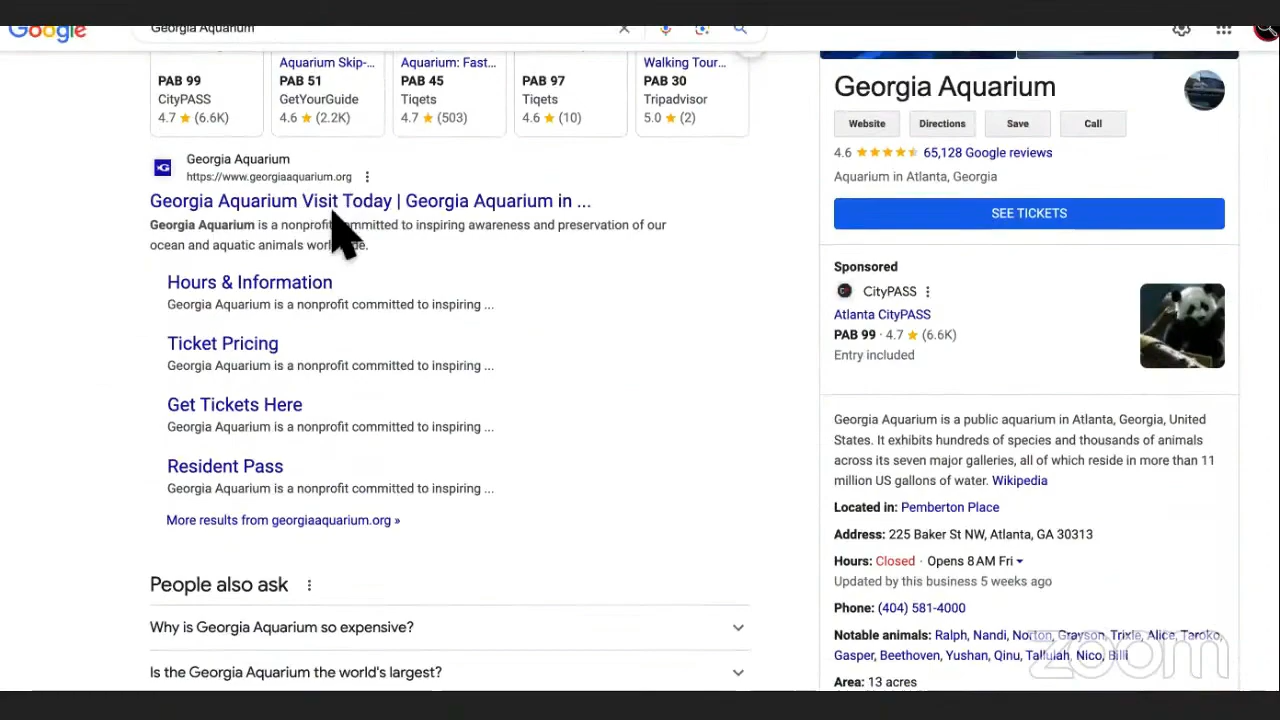 Google
Georgia Aquarium
PAB 99
CityPASS
4.7 ★ (6.6K)
Aquarium Skip-...
PAB 51
GetYourGuide
4.6 ★ (2.2K)
Aquarium: Fast...
PAB 45
Tiqets
4.7 ★ (503)
PAB 97
Tiqets
4.6 ★ (10)
Walking Tour...
PAB 30
Tripadvisor
5.0 ★ (2)
Georgia Aquarium
https://www.georgiaaquarium.org
Georgia Aquarium Visit Today | Georgia Aquarium in ...
Georgia Aquarium is a nonprofit committed to inspiring awareness and preservation of our
ocean and aquatic animals worldwide.
Hours & Information
Georgia Aquarium is a nonprofit committed to inspiring ...
Ticket Pricing
Georgia Aquarium is a nonprofit committed to inspiring ...
Get Tickets Here
Georgia Aquarium is a nonprofit committed to inspiring ...
Resident Pass
Georgia Aquarium is a nonprofit committed to inspiring ...
More results from georgiaaquarium.org »
People also ask
Why is Georgia Aquarium so expensive?
Is the Georgia Aquarium the world's largest?
Georgia Aquarium
Website
Directions
Save
Call
4.6 ★★★★★ 65,128 Google reviews
Aquarium in Atlanta, Georgia
SEE TICKETS
Sponsored
CityPASS
Atlanta CityPASS
PAB 99 · 4.7 ★ (6.6K)
Entry included
Georgia Aquarium is a public aquarium in Atlanta, Georgia, United
States. It exhibits hundreds of species and thousands of animals
across its seven major galleries, all of which reside in more than 11
million US gallons of water. Wikipedia
Located in: Pemberton Place
Address: 225 Baker St NW, Atlanta, GA 30313
Hours: Closed · Opens 8 AM Fri
Updated by this business 5 weeks ago
Phone: (404) 581-4000
Notable animals: Ralph, Nandi, Norton, Grayson, Trixie, Alice, Taroko,
Gasper, Beethoven, Yushan, Qinu, Tallulah, Nico, Billi
Area: 13 acres
zoom